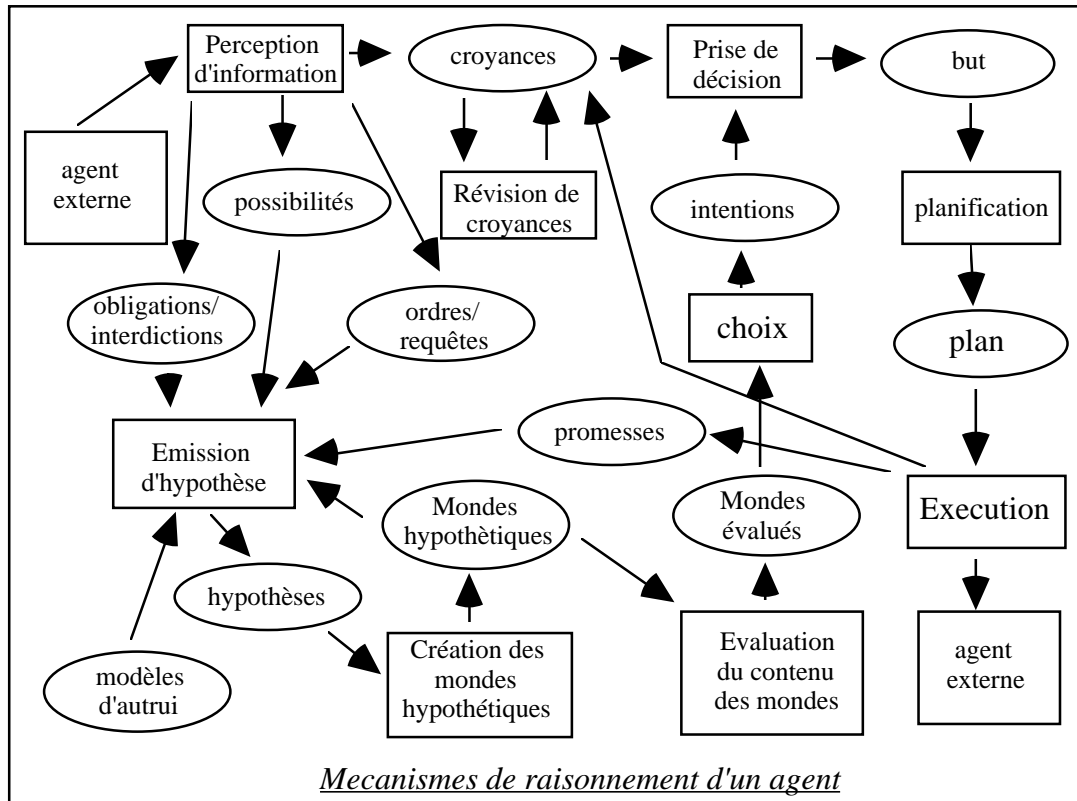 Perception
d'information
croyances
Prise de
décision
but
agent
externe
possibilités
Révision de
croyances
intentions
planification
obligations/
interdictions
ordres/
requêtes
choix
plan
promesses
Emission
d'hypothèse
Mondes
hypothètiques
Mondes
évalués
Execution
hypothèses
modèles
d'autrui
Création des
mondes
hypothétiques
Evaluation
du contenu
des mondes
agent
externe
Mecanismes de raisonnement d'un agent